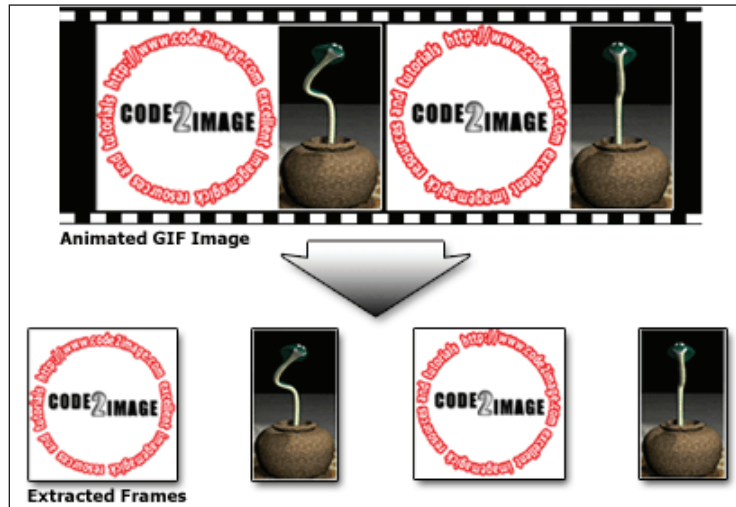 http://www.code2image.com excellent imagemagick resources and tutorials
CODE2IMAGE
http://www.code2image.com excellent imagemagick resources and tutorials
CODE2IMAGE
Animated GIF Image
http://www.code2image.com excellent imagemagick resources and tutorials
CODE2IMAGE
http://www.code2image.com excellent imagemagick resources and tutorials
CODE2IMAGE
Extracted Frames